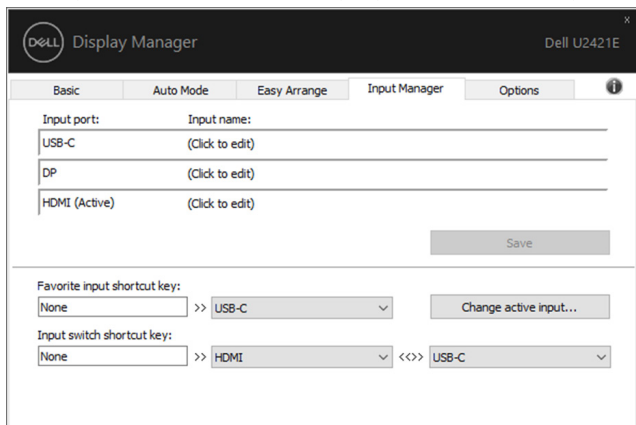 DELL Display Manager Dell U2421E x
Basic Auto Mode Easy Arrange Input Manager Options i
Input port: Input name:
USB-C (Click to edit)
DP (Click to edit)
HDMI (Active) (Click to edit)
Save
Favorite input shortcut key:
None >> USB-C Change active input...
Input switch shortcut key:
None >> HDMI <<>> USB-C